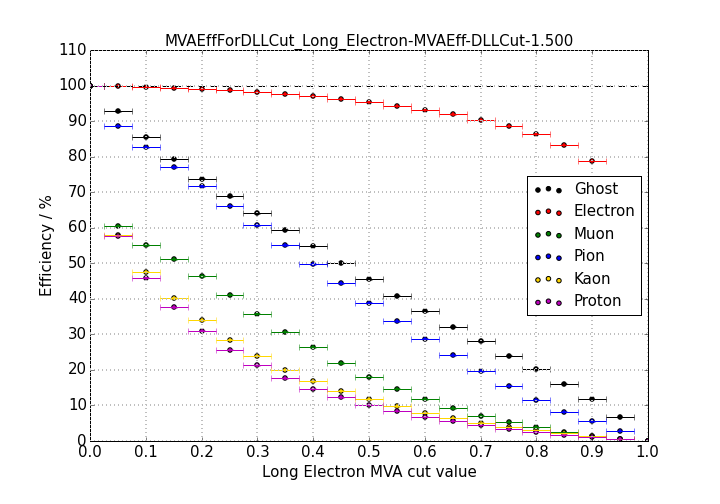 MVAEffForDLLCut_Long_Electron-MVAEff-DLLCut-1.500
110
100
90
80
70
60
50
40
30
20
10
0
Efficiency / %
Ghost
Electron
Muon
Pion
Kaon
Proton
0.0 0.1 0.2 0.3 0.4 0.5 0.6 0.7 0.8 0.9 1.0
Long Electron MVA cut value